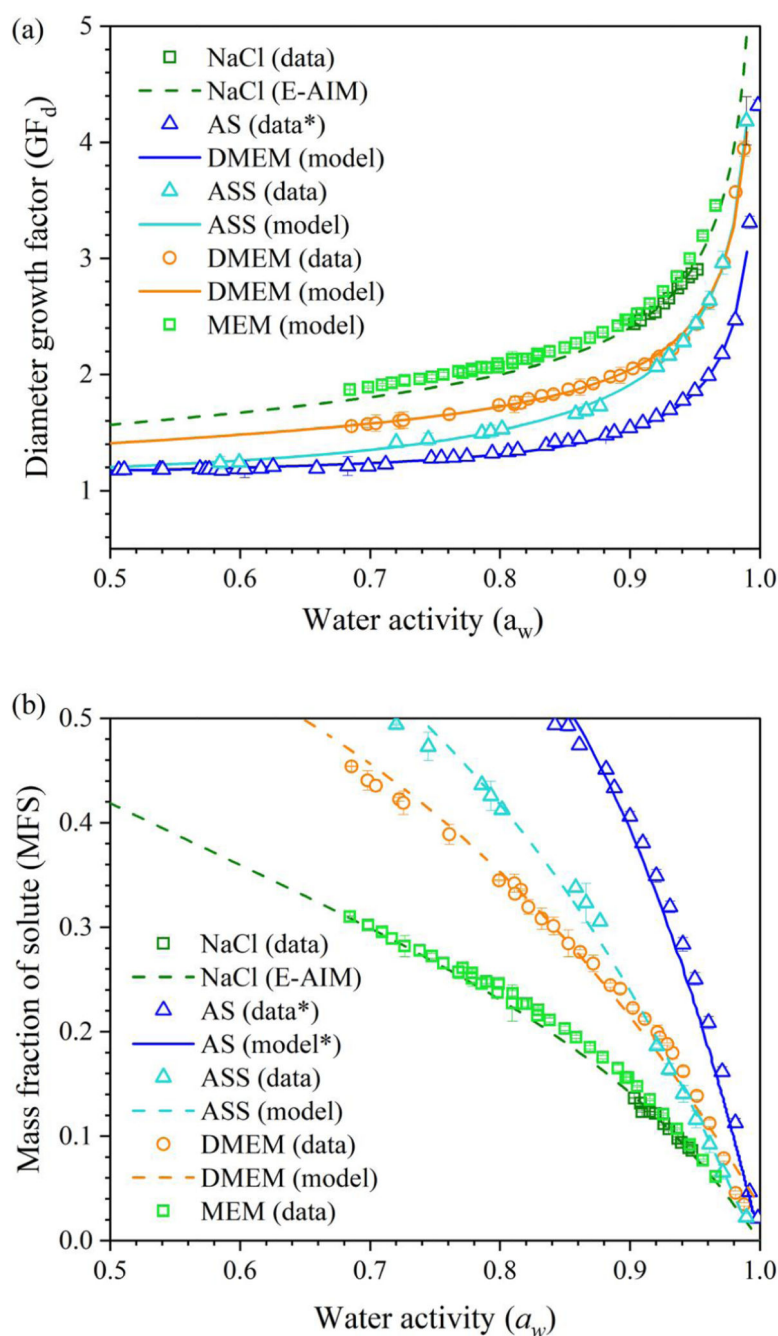 (a)
5
4
3
2
1
Diameter growth factor (GFd)
NaCl (data)
NaCl (E-AIM)
AS (data*)
DMEM (model)
ASS (data)
ASS (model)
DMEM (data)
DMEM (model)
MEM (model)
0.5 0.6 0.7 0.8 0.9 1.0
Water activity (aw)
(b)
0.5
0.4
0.3
0.2
0.1
0.0
Mass fraction of solute (MFS)
NaCl (data)
NaCl (E-AIM)
AS (data*)
AS (model*)
ASS (data)
ASS (model)
DMEM (data)
DMEM (model)
MEM (data)
0.5 0.6 0.7 0.8 0.9 1.0
Water activity (aw)